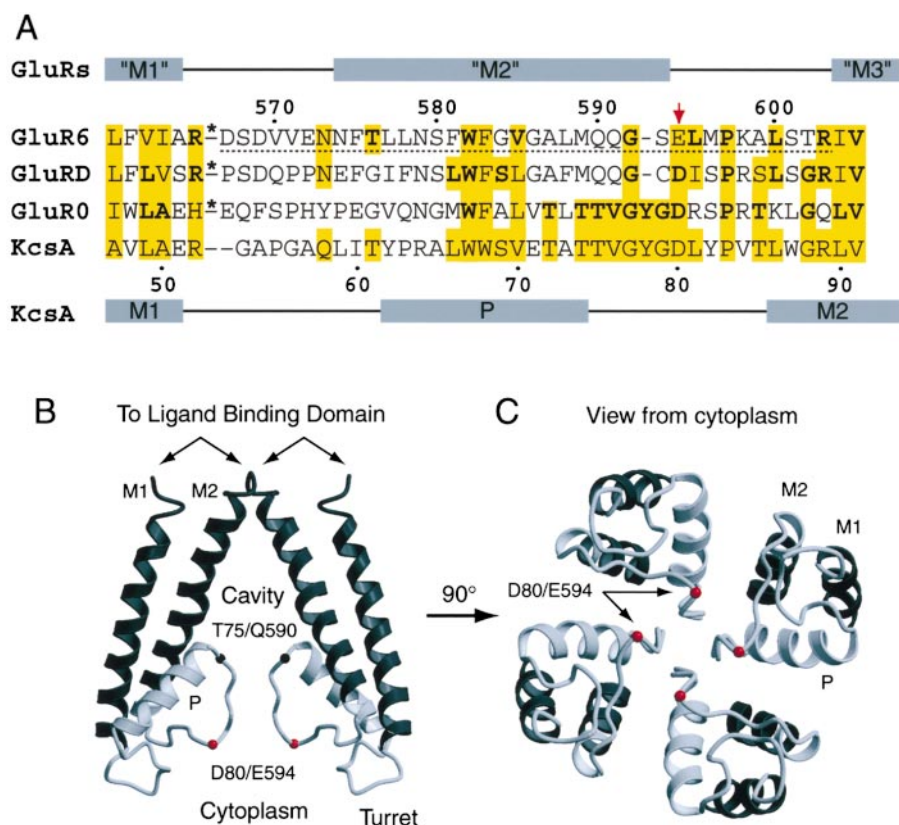 A
GluRs "M1" "M2" "M3"
570 580 590 600
GluR6 LFVIAR*DSDVVENNFTLLNSFWFGVGALMQQG-SELMPKALSTRIV
GluRD LFLVSR*PSDQPPNEFGIFNSLWFSLGAFMQQG-CDISPRSLSGRIV
GluR0 IWLAEH*EQFSPHYPEGVQNGMWFALVTLTTVGYGDRSPRTKLGQLV
KcsA AVLAER--GAPGAQLITYPRALWWSVETATTVGYGDLYPVTLWGRLV
50 60 70 80 90
KcsA M1 P M2
B
To Ligand Binding Domain
M1 M2
Cavity
T75/Q590
P
D80/E594
Cytoplasm
Turret
90°
C
View from cytoplasm
M2
M1
D80/E594
P